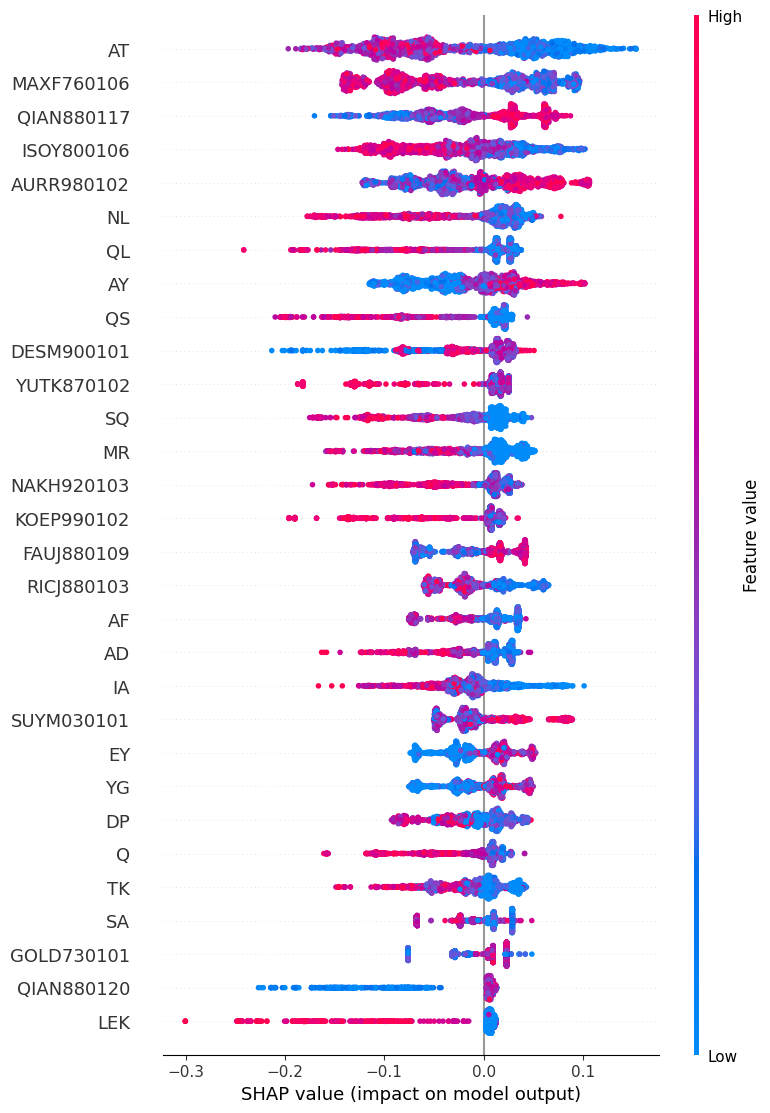 High
AT
MAXF760106
QIAN880117
ISOY800106
AURR980102
NL
QL
AY
QS
DESM900101
YUTK870102
SQ
MR
NAKH920103
KOEP990102
FAUJ880109
RICJ880103
AF
AD
IA
SUYM030101
EY
YG
DP
Q
TK
SA
GOLD730101
QIAN880120
LEK
Feature value
Low
−0.3 −0.2 −0.1 0.0 0.1
SHAP value (impact on model output)